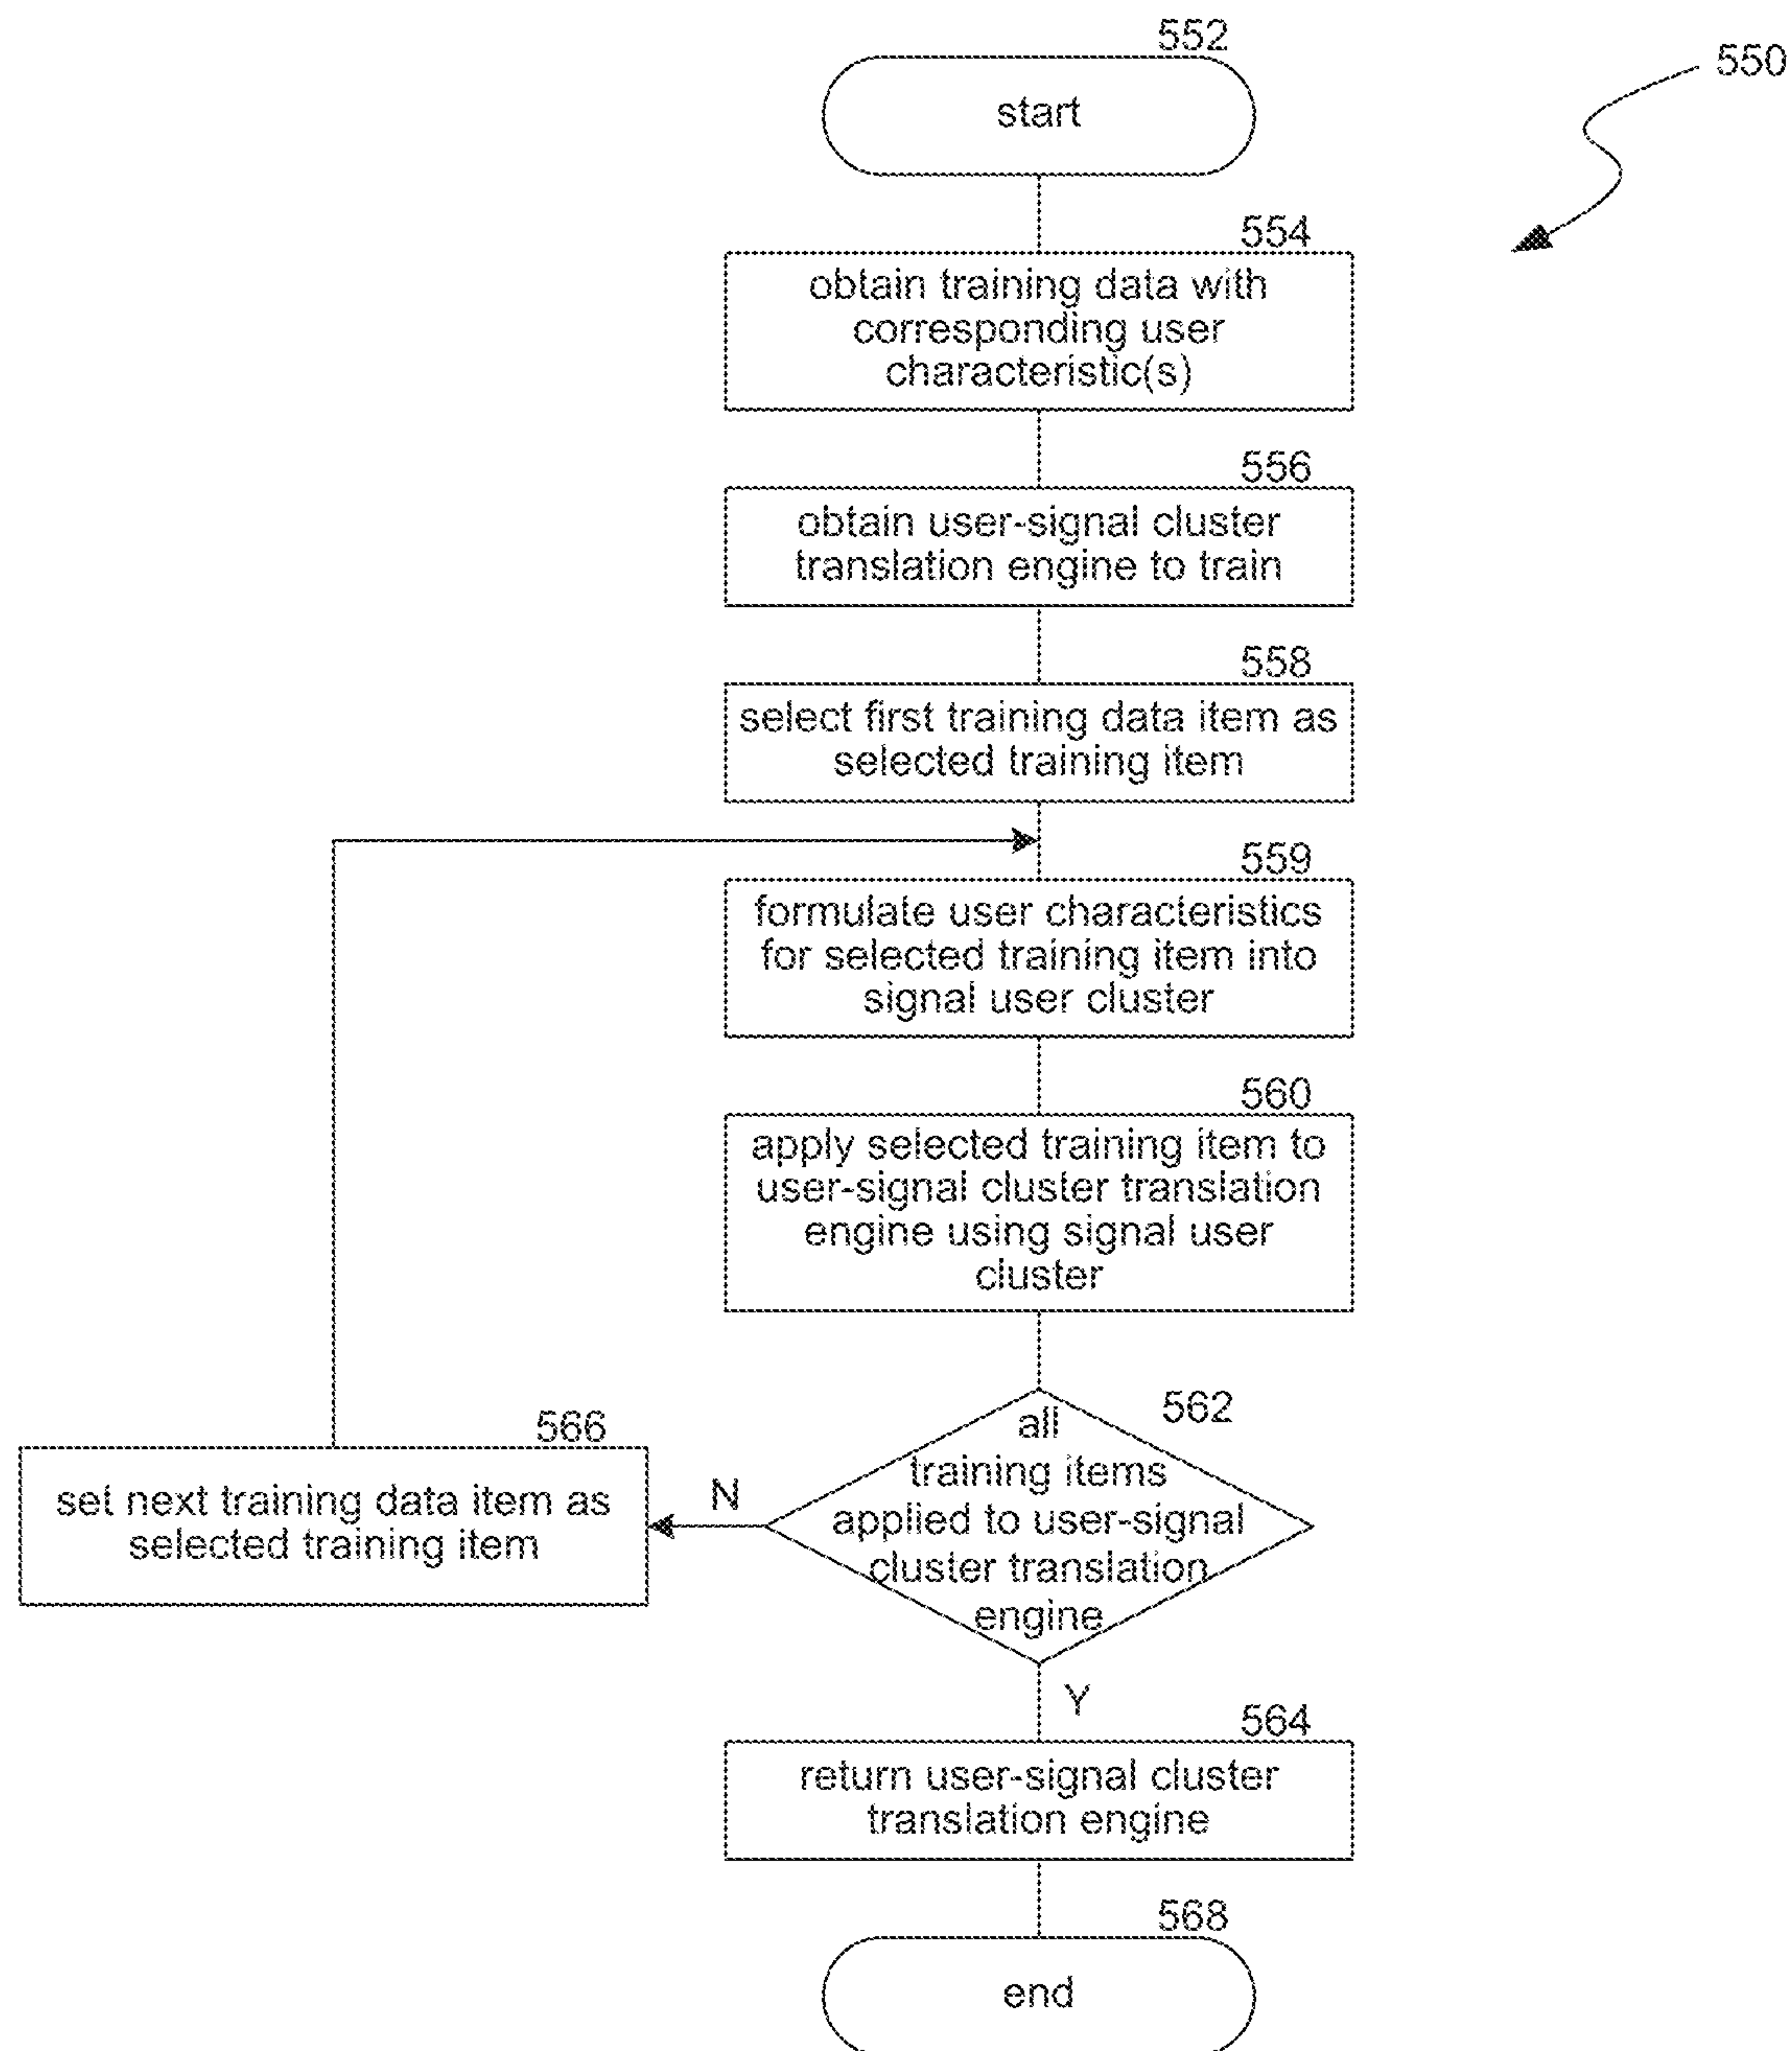 552
550
start
554
obtain training data with
corresponding user
characteristic(s)
556
obtain user-signal cluster
translation engine to train
558
select first training data item as
selected training item
559
formulate user characteristics
for selected training item into
signal user cluster
560
apply selected training item to
user-signal cluster translation
engine using signal user
cluster
562
all
training items
applied to user-signal
cluster translation
engine
566
set next training data item as
selected training item
N
Y
564
return user-signal cluster
translation engine
568
end